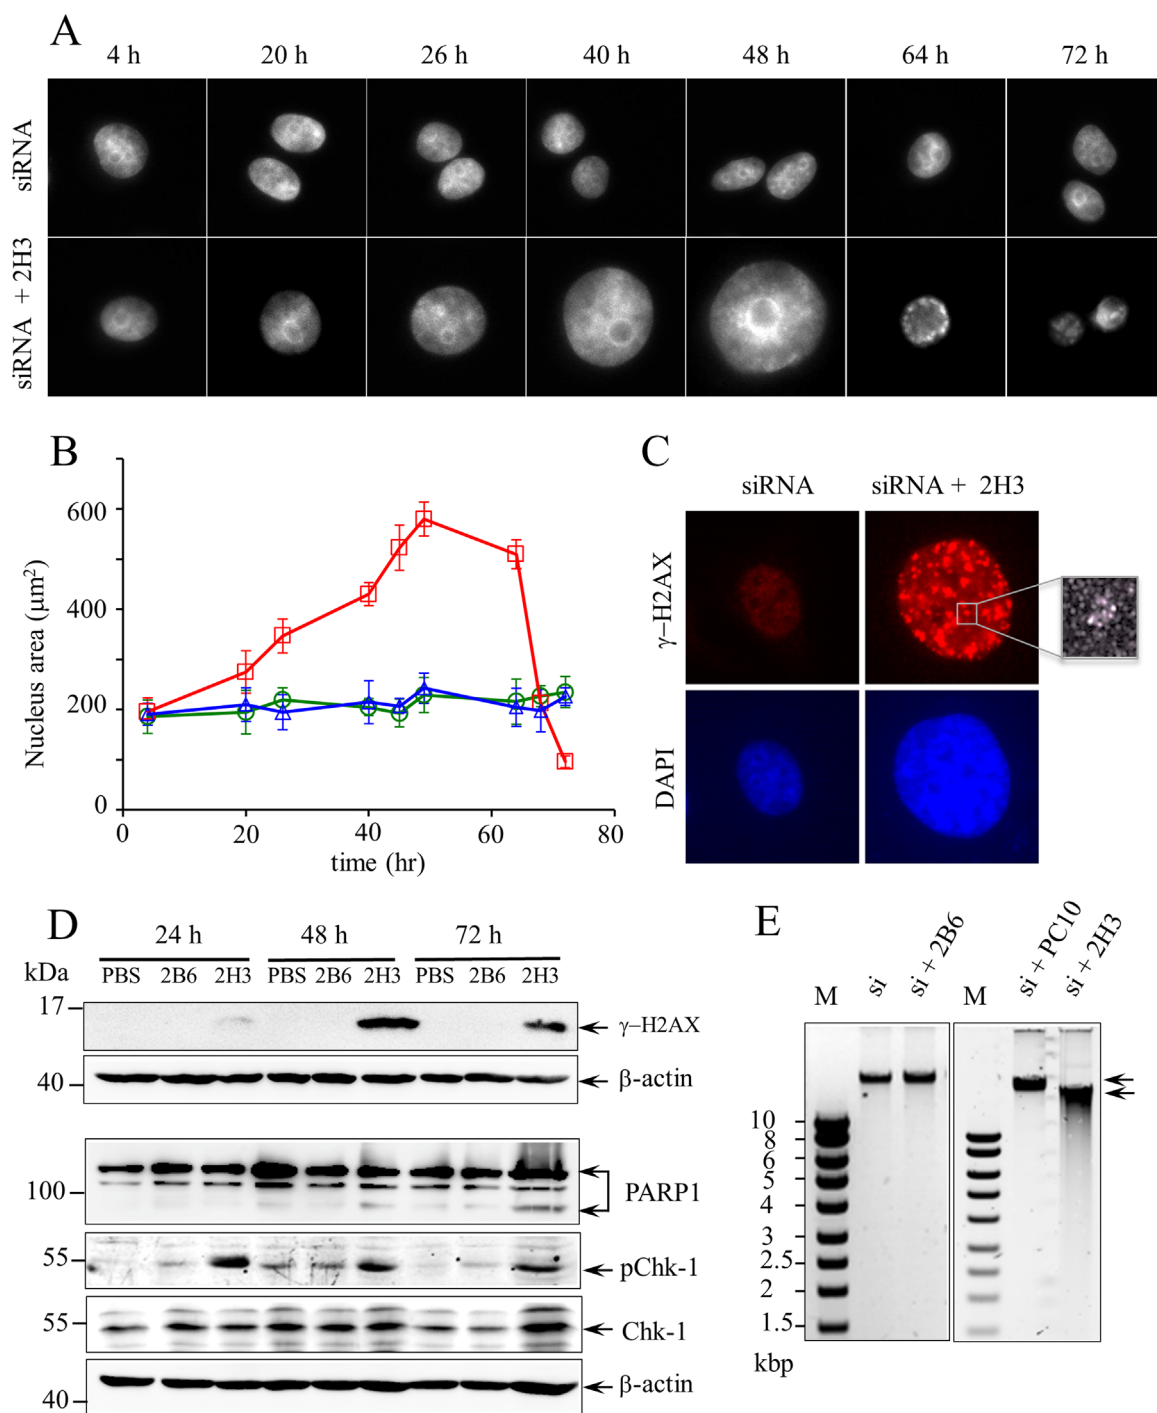 A
4 h 20 h 26 h 40 h 48 h 64 h 72 h
siRNA
siRNA + 2H3
B
Nucleus area (μm²)
600
400
200
0
0 20 40 60 80
time (hr)
C
siRNA siRNA + 2H3
γ−H2AX
DAPI
D
24 h 48 h 72 h
kDa PBS 2B6 2H3 PBS 2B6 2H3 PBS 2B6 2H3
17
γ−H2AX
40
β-actin
100
PARP1
55
pChk-1
55
Chk-1
40
β-actin
E
M si si + 2B6 M si + PC10 si + 2H3
10
8
6
5
4
3
2.5
2
1.5
kbp